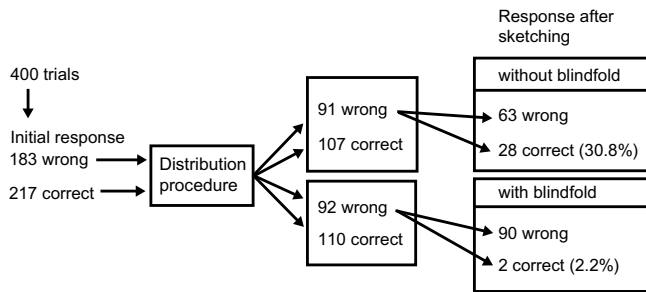 Response after
sketching
400 trials
Initial response
183 wrong
217 correct
Distribution
procedure
91 wrong
107 correct
92 wrong
110 correct
without blindfold
63 wrong
28 correct (30.8%)
with blindfold
90 wrong
2 correct (2.2%)